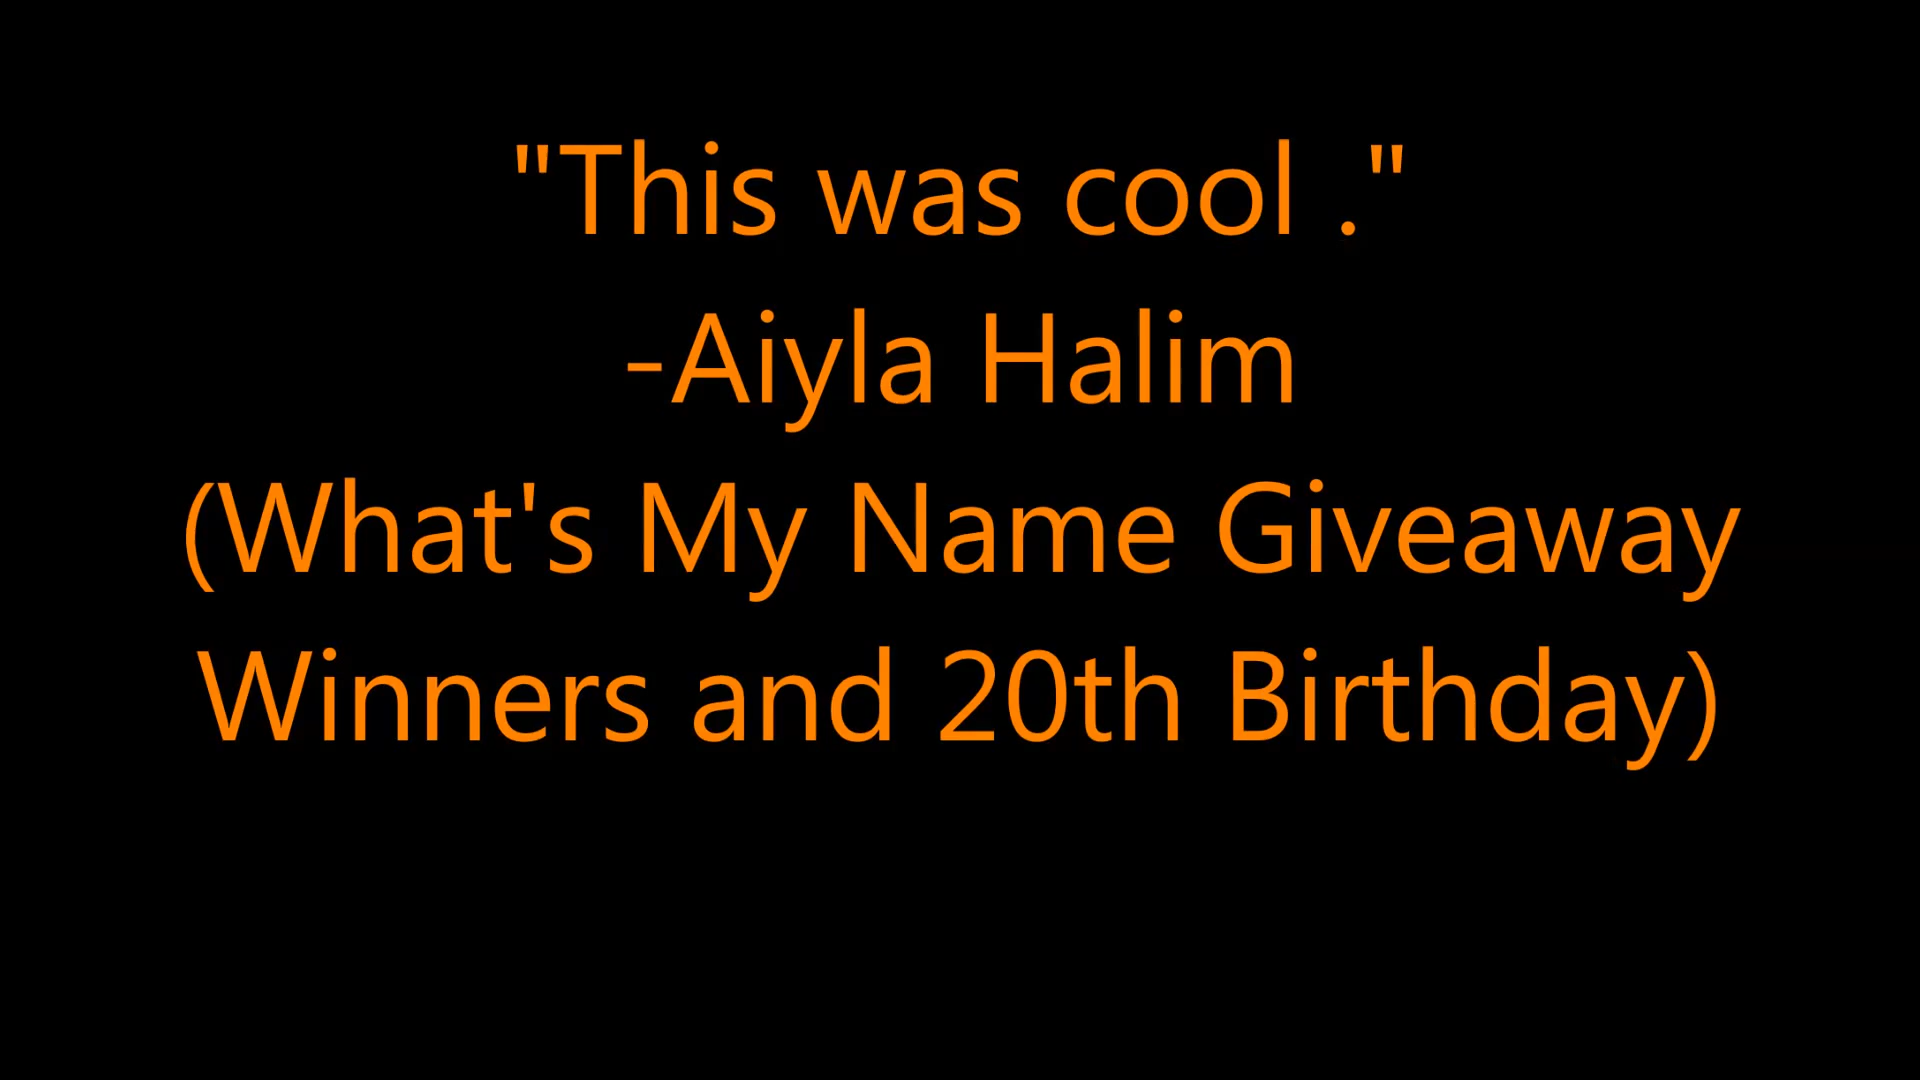 "This was cool ."
-Aiyla Halim
(What's My Name Giveaway
Winners and 20th Birthday)